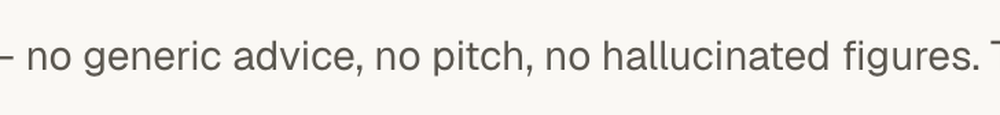 – no generic advice, no pitch, no hallucinated figures.